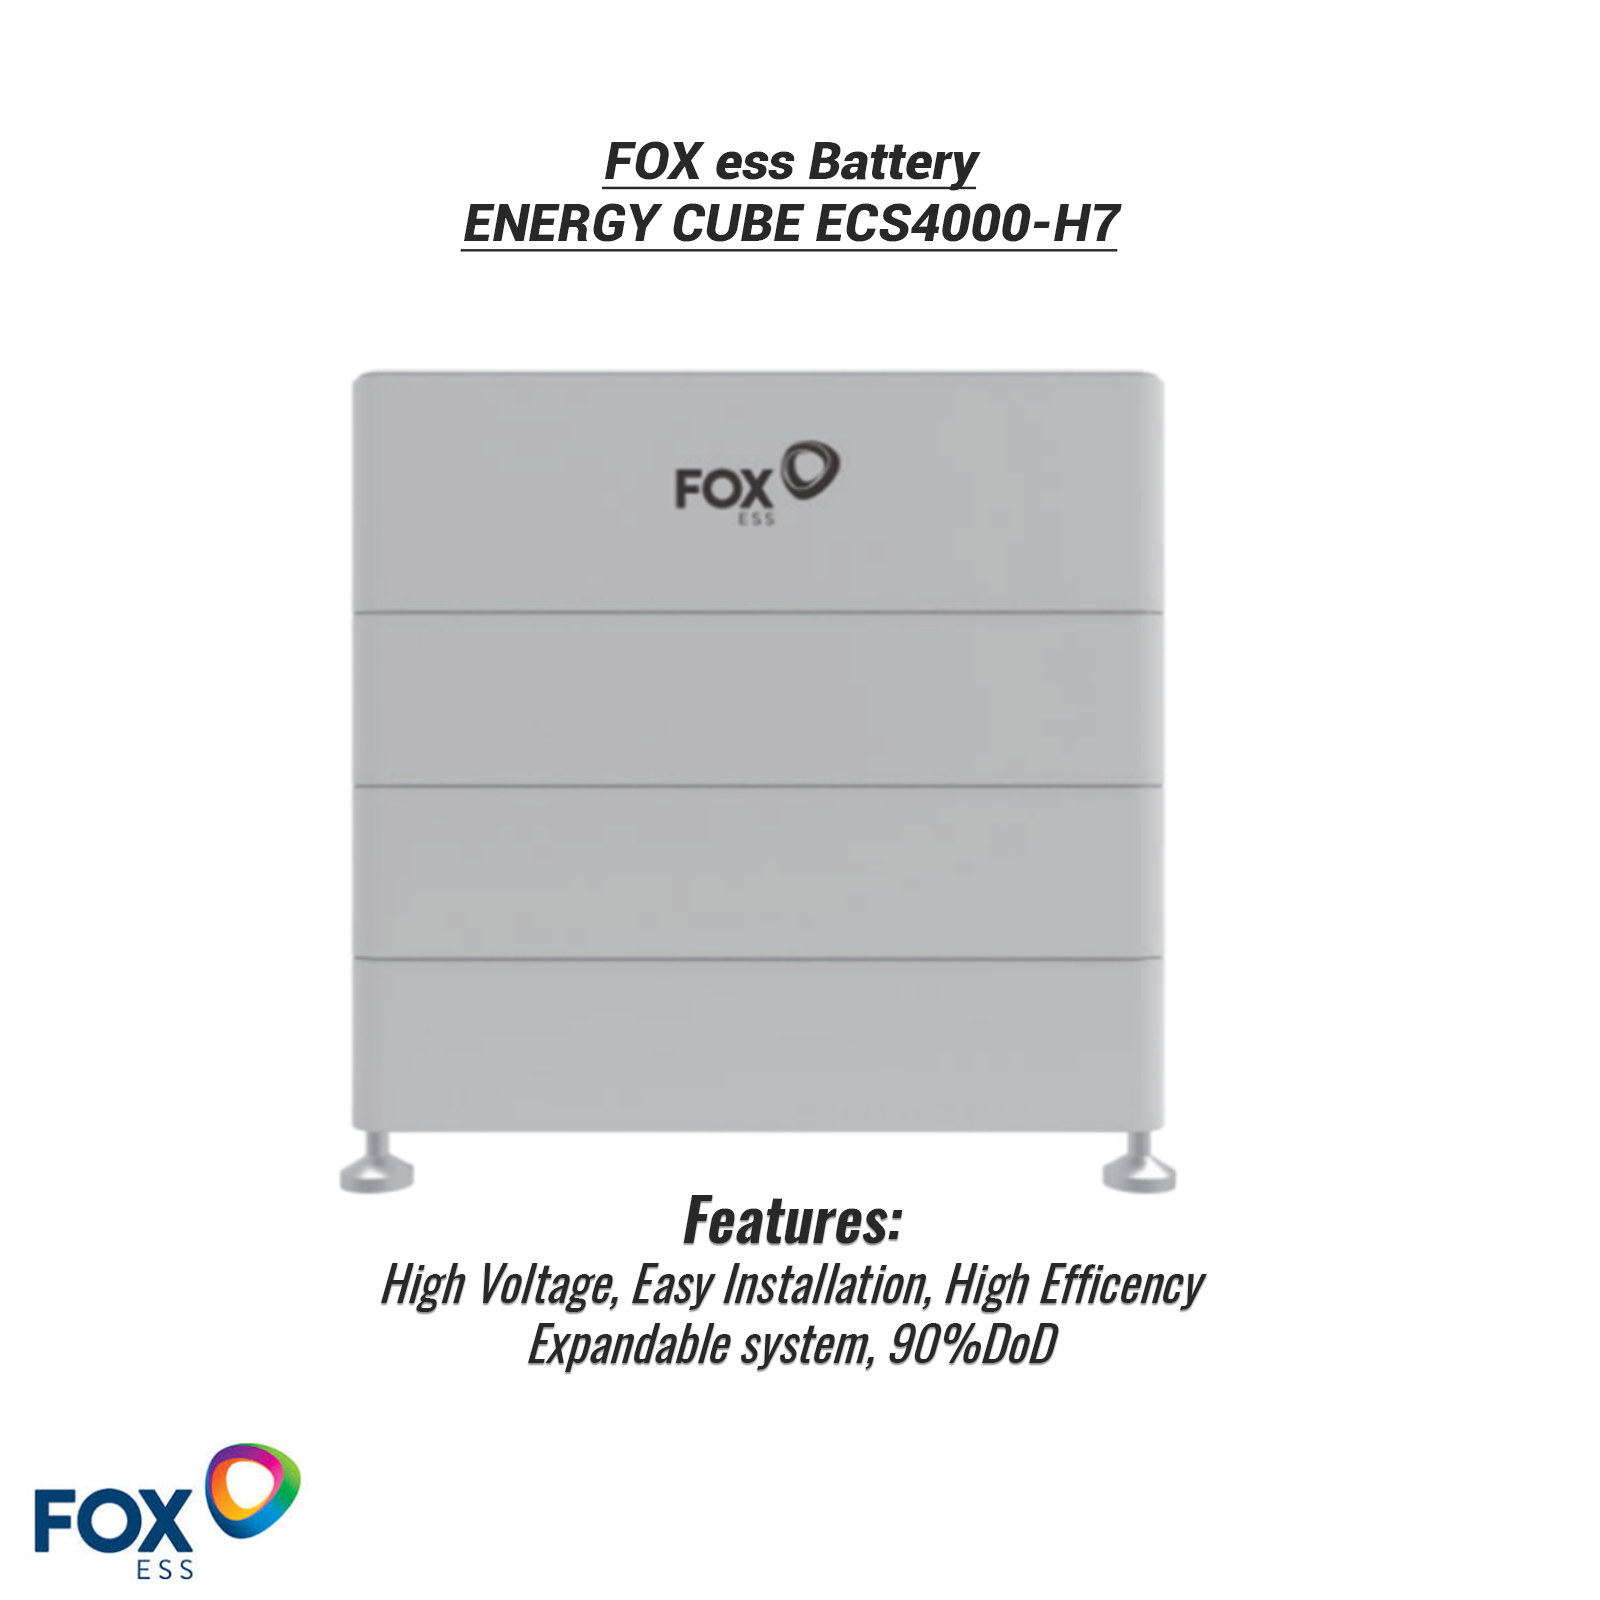 FOX ess Battery
ENERGY CUBE ECS4000-H7
FOX
ESS
Features:
High Voltage, Easy Installation, High Efficency
Expandable system, 90%DoD
FOX
ESS